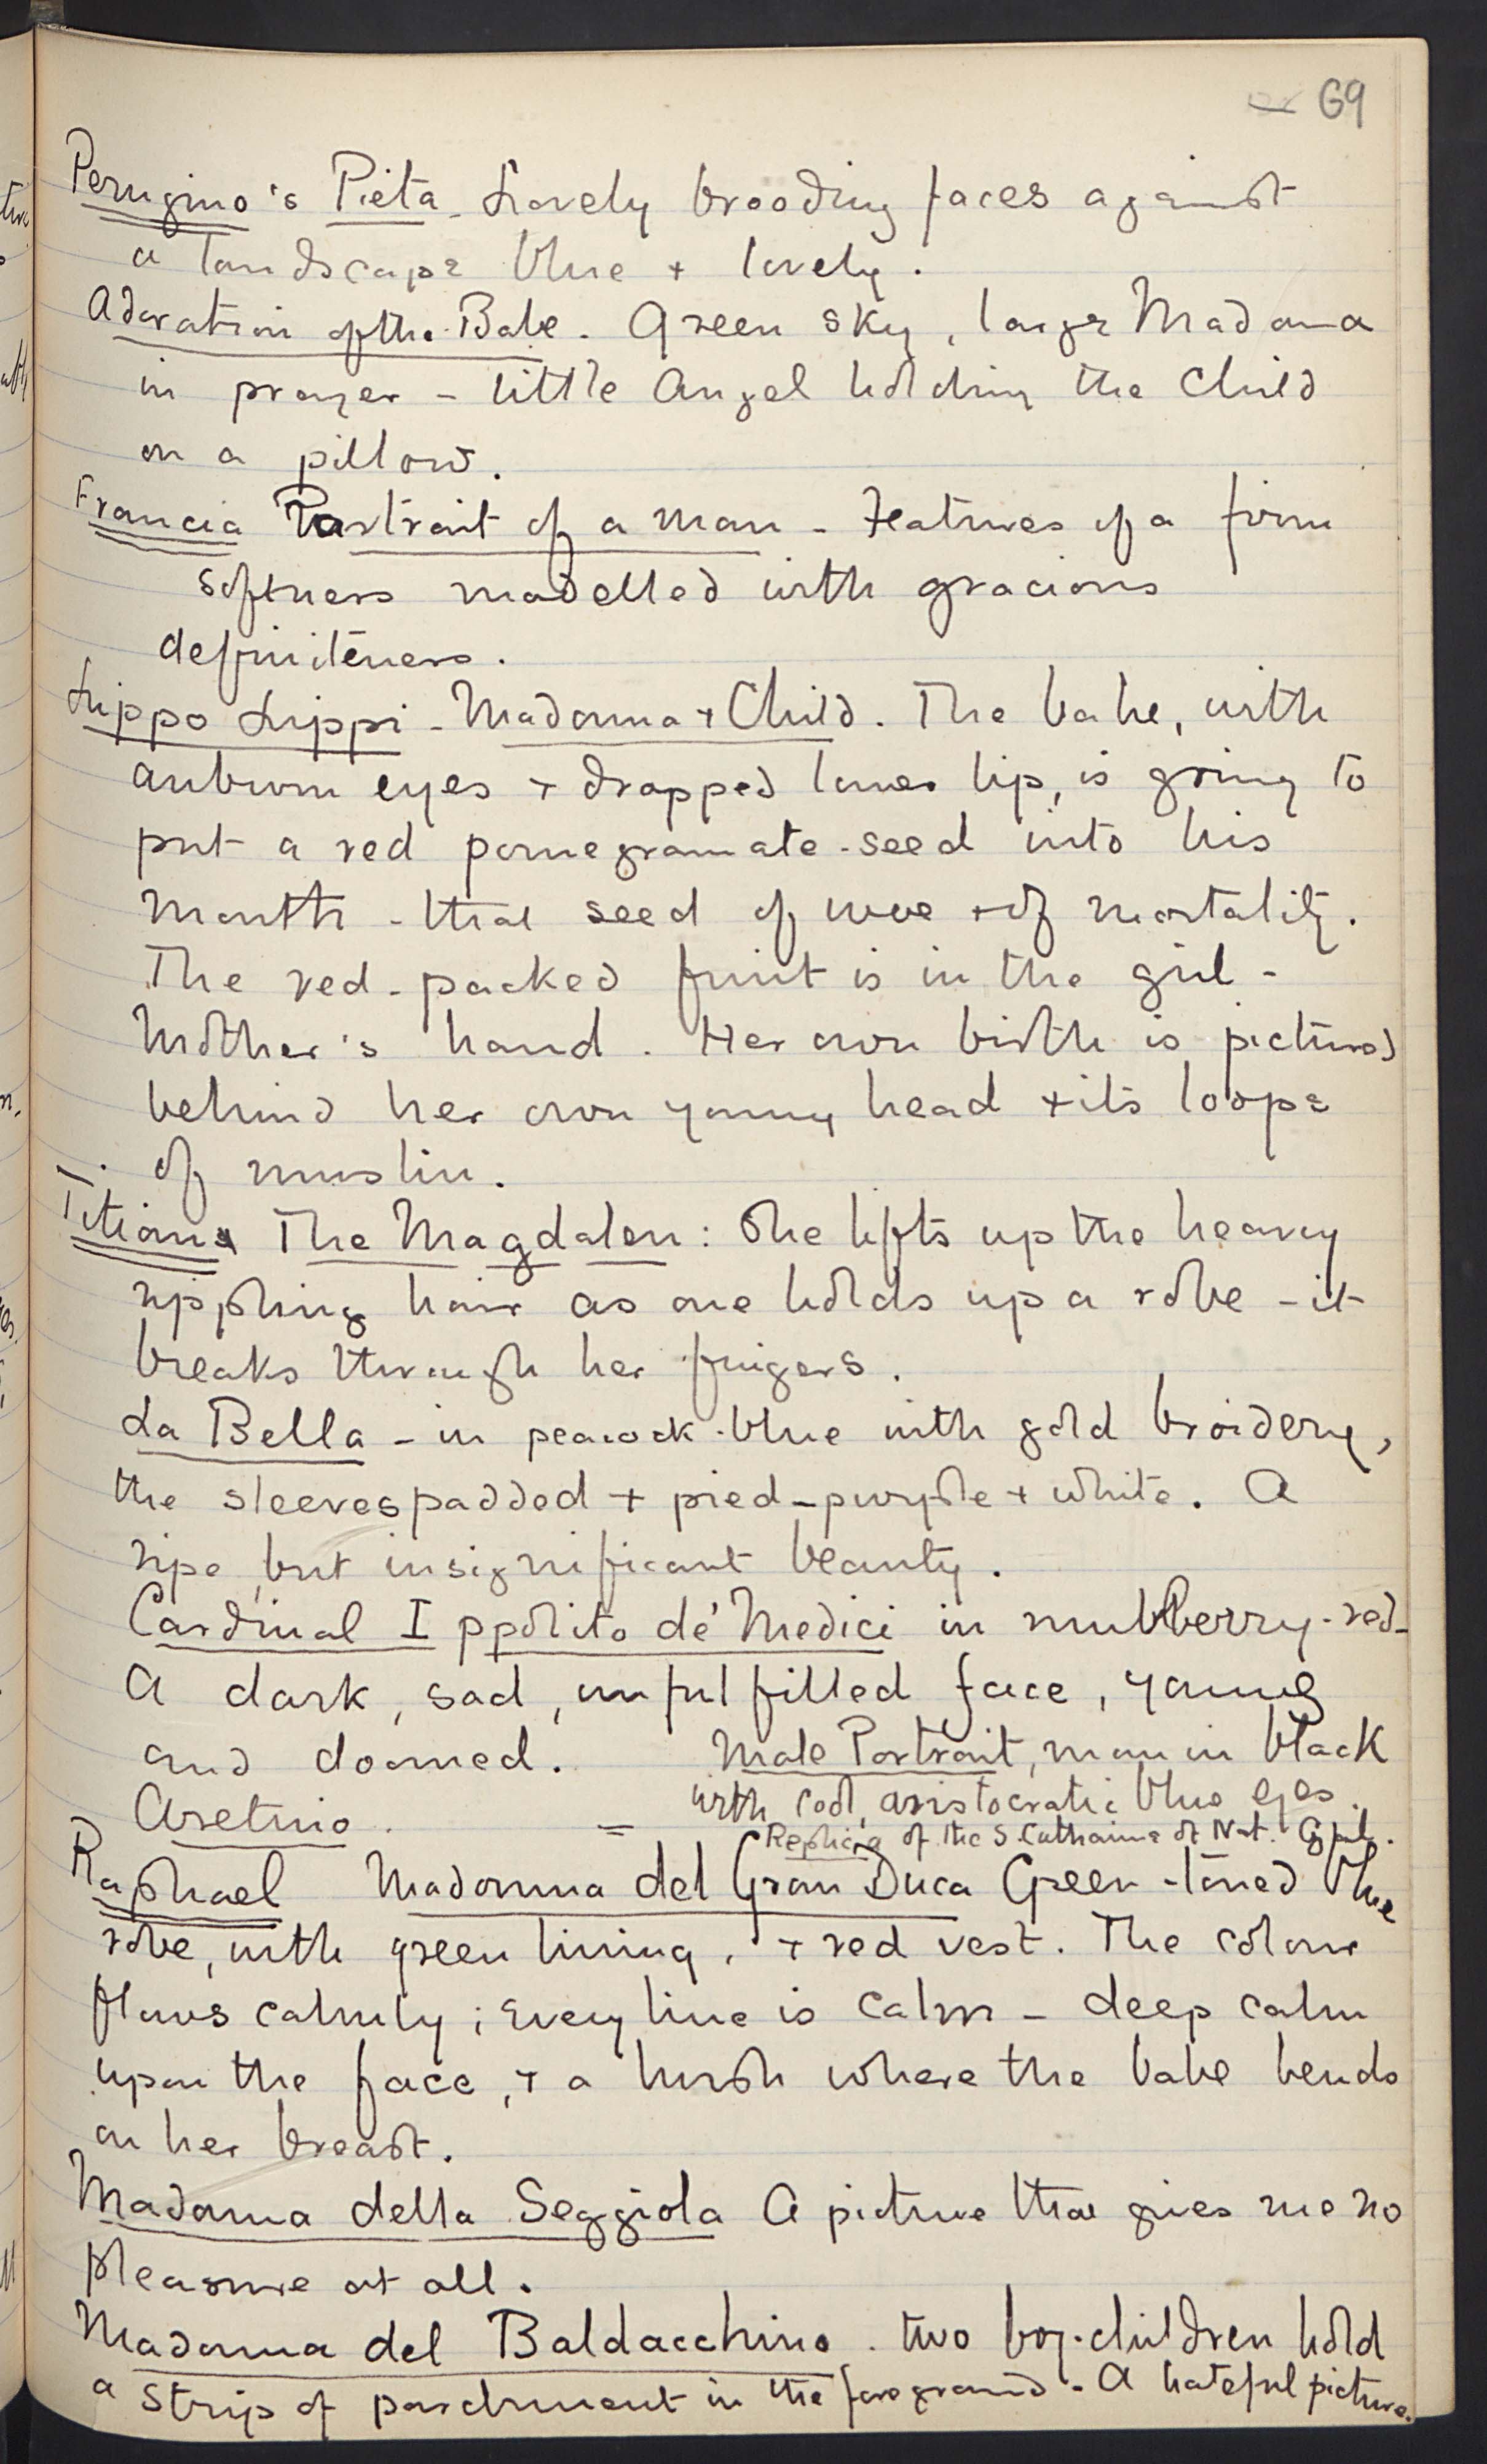 69
Perugino's Pietà - Lovely brooding faces against
a landscape blue + lovely.
Adoration of the Babe. Green sky, large Madonna
in prayer - little Angel holding the Child
on a pillow.
Francia Portrait of a man - Features of a firm
softness modelled with gracious
definiteness.
Lippo Lippi - Madonna + Child. The babe, with
auburn eyes + dropped lower lip, is going to
put a red pomegranate-seed into his
mouth - that seed of woe + of mortality.
The red-packed fruit is in the girl-
Mother's hand. Her own birth is pictured
behind her own young head + its loops
of muslin.
Titian The Magdalen: She lifts up the heavy
rippling hair as one holds up a robe - it
breaks through her fingers.
La Bella - in peacock-blue with gold broidery,
the sleeves padded + pied-purple + white. A
ripe but insignificant beauty.
Cardinal Ippolito de' Medici in mulberry-red-
A dark, sad, unfulfilled face, young
and doomed. Male Portrait, man in black
with cool, aristocratic blue eyes.
Aretino. =
Replica of the S. Catharine at Nat.
Raphael Madonna del Gran Duca Green-toned blue
robe, with green lining, + red vest. The colour
flows calmly; Every line is calm - deep calm
upon the face, + a hush where the babe bends
on her breast.
Madonna della Seggiola A picture that gives me no
pleasure at all.
Madonna del Baldacchino. two boy-children hold
a strip of parchment in the foreground - A hateful picture.